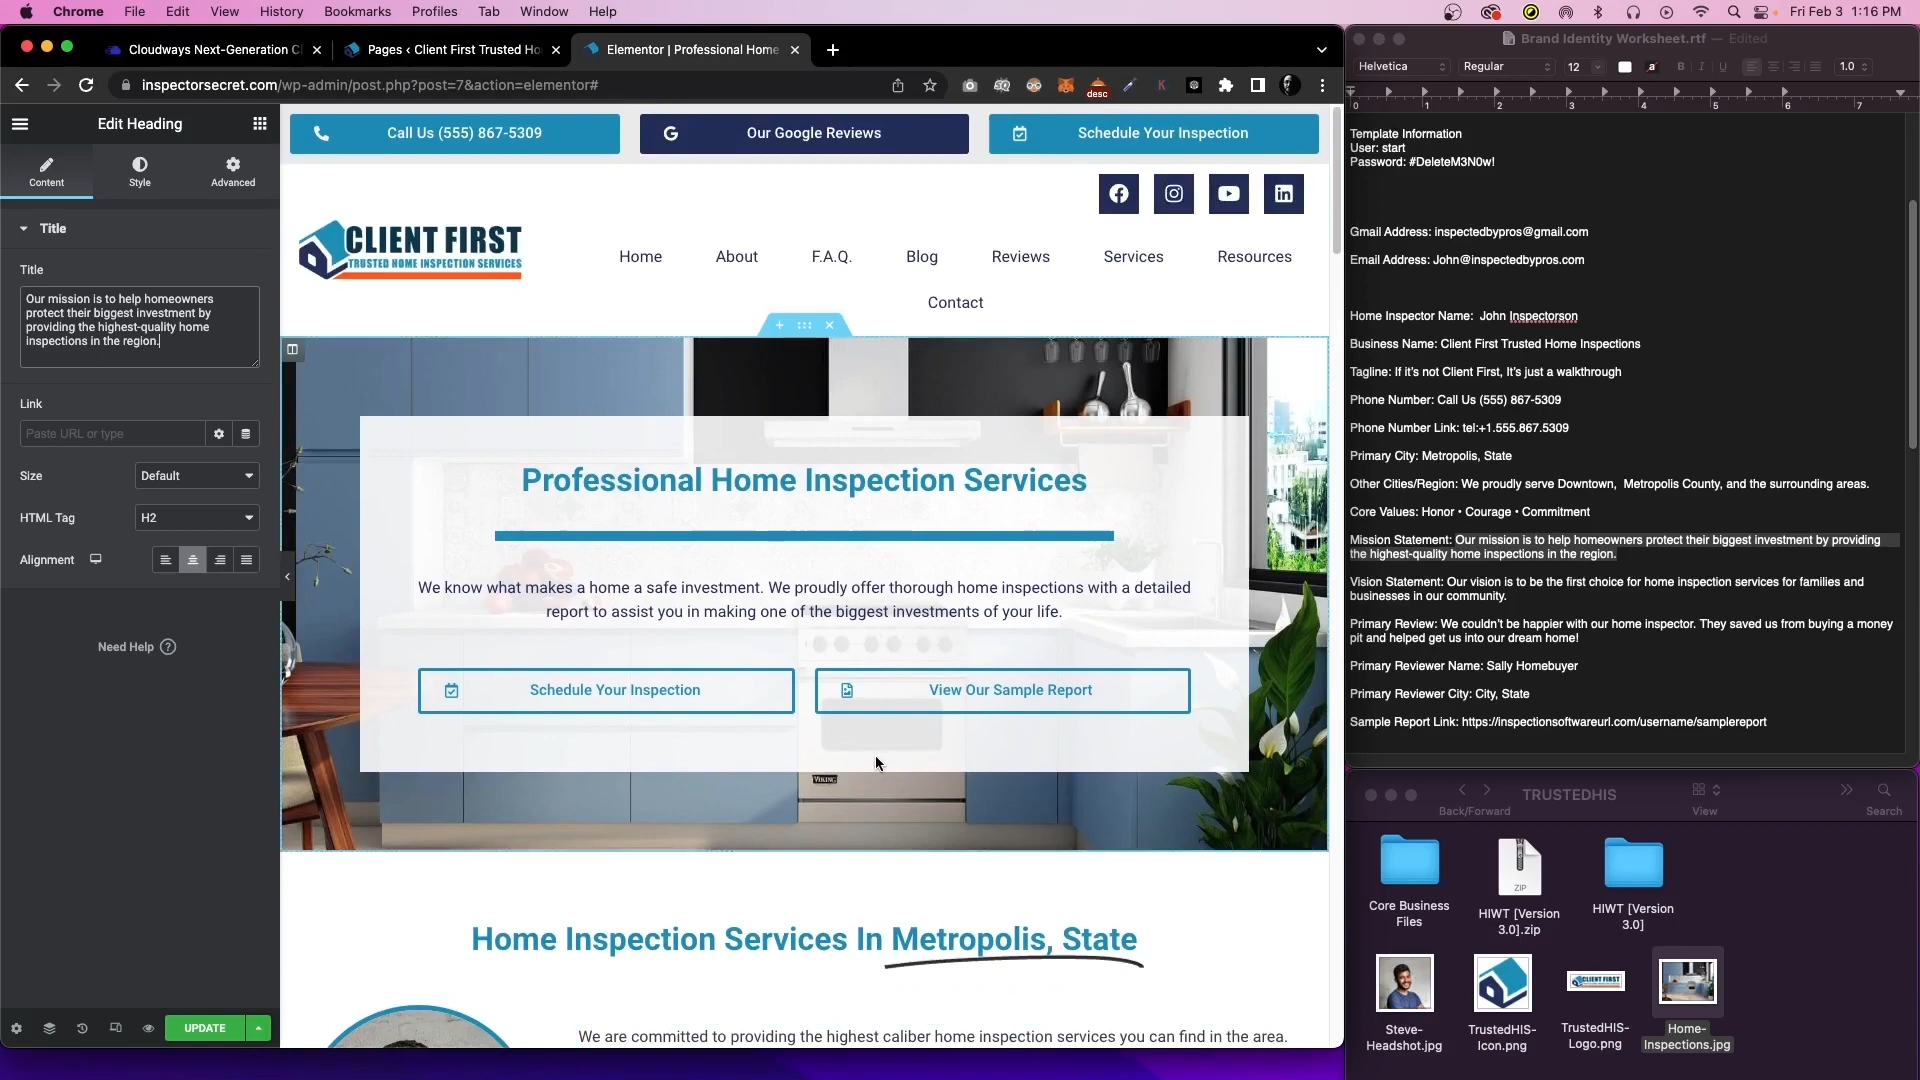 Chrome File Edit View History Bookmarks Profiles Tab Window Help
Fri Feb 3 1:16 PM
Cloudways Next-Generation C
Pages ‹ Client First Trusted Ho
Elementor | Professional Home
inspectorsecret.com/wp-admin/post.php?post=7&action=elementor#
desc
Edit Heading
Content
Style
Advanced
Title
Title
Our mission is to help homeowners
protect their biggest investment by
providing the highest-quality home
inspections in the region.
Link
Paste URL or type
Size
Default
HTML Tag
H2
Alignment
Need Help
UPDATE
Call Us (555) 867-5309
Our Google Reviews
Schedule Your Inspection
CLIENT FIRST
TRUSTED HOME INSPECTION SERVICES
Home
About
F.A.Q.
Blog
Reviews
Services
Resources
Contact
Professional Home Inspection Services
We know what makes a home a safe investment. We proudly offer thorough home inspections with a detailed
report to assist you in making one of the biggest investments of your life.
Schedule Your Inspection
View Our Sample Report
VIKING
Home Inspection Services In Metropolis, State
We are committed to providing the highest caliber home inspection services you can find in the area.
Brand Identity Worksheet.rtf — Edited
Helvetica
Regular
12
B I U
1.0
0 1 2 3 4 5 6 7
Template Information
User: start
Password: #DeleteM3N0w!
Gmail Address: inspectedbypros@gmail.com
Email Address: John@inspectedbypros.com
Home Inspector Name: John Inspectorson
Business Name: Client First Trusted Home Inspections
Tagline: If it's not Client First, It's just a walkthrough
Phone Number: Call Us (555) 867-5309
Phone Number Link: tel:+1.555.867.5309
Primary City: Metropolis, State
Other Cities/Region: We proudly serve Downtown, Metropolis County, and the surrounding areas.
Core Values: Honor • Courage • Commitment
Mission Statement: Our mission is to help homeowners protect their biggest investment by providing
the highest-quality home inspections in the region.
Vision Statement: Our vision is to be the first choice for home inspection services for families and
businesses in our community.
Primary Review: We couldn't be happier with our home inspector. They saved us from buying a money
pit and helped get us into our dream home!
Primary Reviewer Name: Sally Homebuyer
Primary Reviewer City: City, State
Sample Report Link: https://inspectionsoftwareurl.com/username/samplereport
Back/Forward
TRUSTEDHIS
View
Search
Core Business
Files
ZIP
HIWT [Version
3.0].zip
HIWT [Version
3.0]
Steve-
Headshot.jpg
TrustedHIS-
Icon.png
CLIENT FIRST
TrustedHIS-
Logo.png
Home-
Inspections.jpg